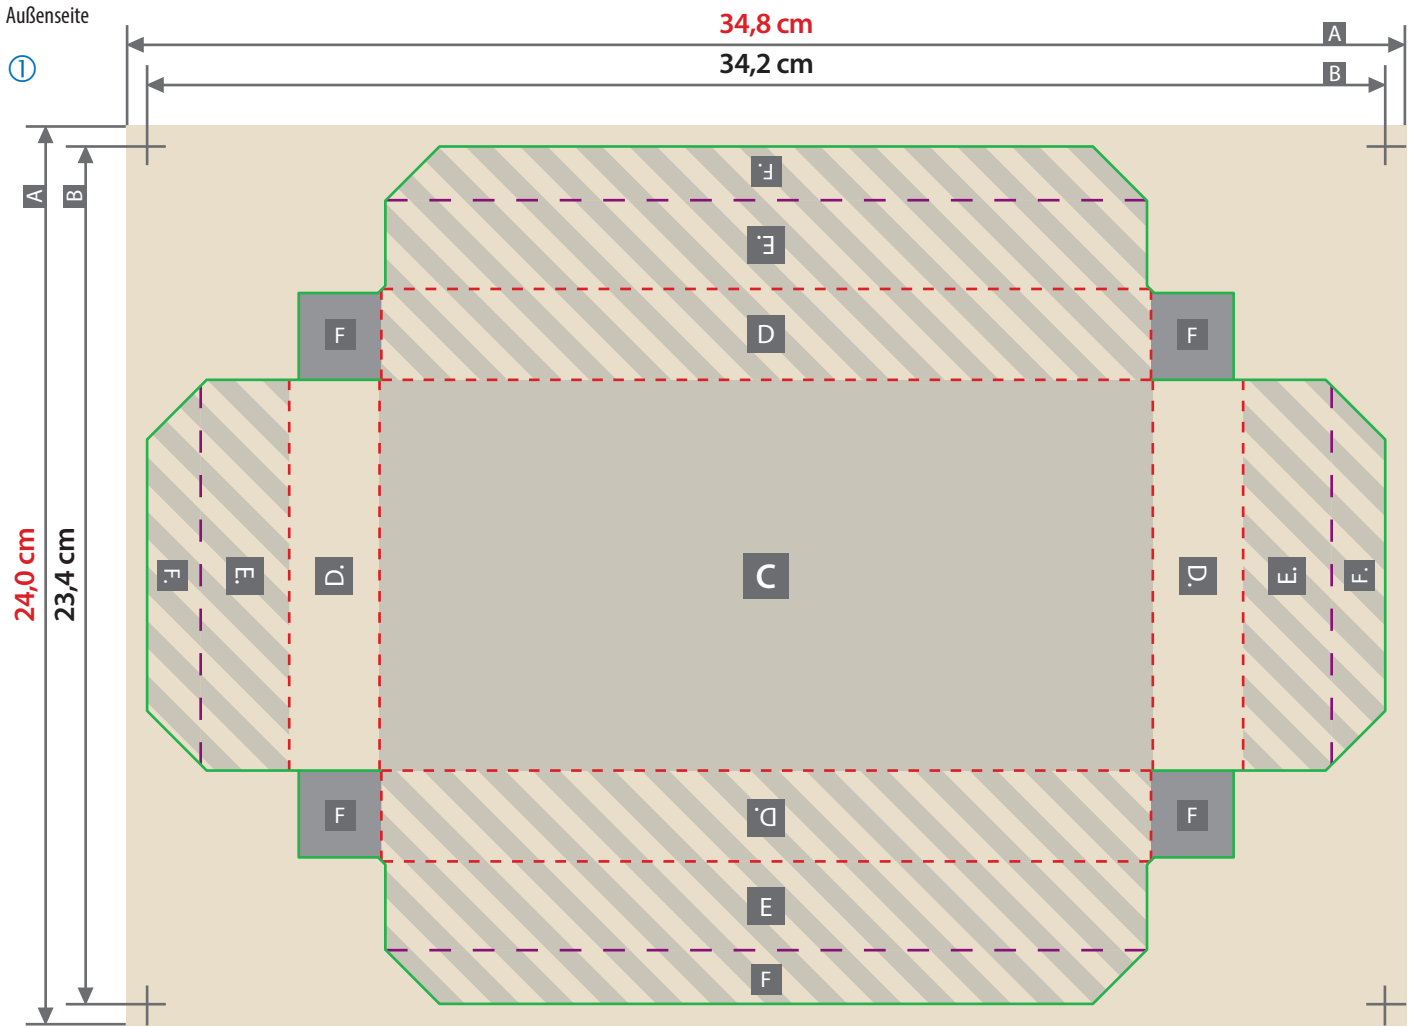 Außenseite
34,8 cm
A
①
34,2 cm
B
A
B
F.
E.
F
D
F
24,0 cm
23,4 cm
F.
E.
D.
C
D.
E.
F.
F
D.
F
E
F